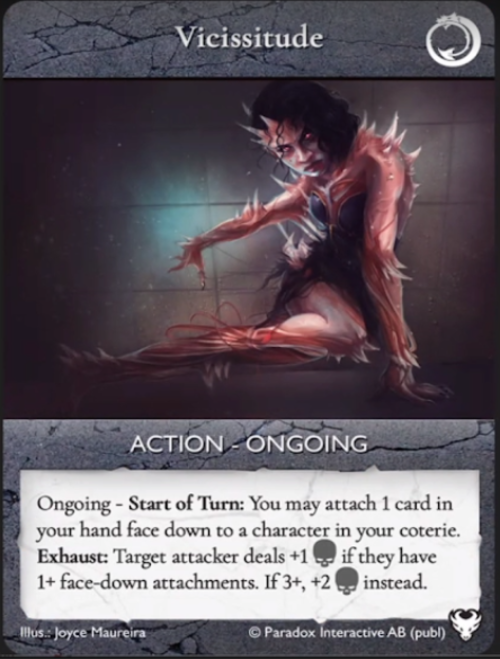 Vicissitude
ACTION - ONGOING
Ongoing - Start of Turn: You may attach 1 card in
your hand face down to a character in your coterie.
Exhaust: Target attacker deals +1 if they have
1+ face-down attachments. If 3+, +2 instead.
Illus.: Joyce Maureira © Paradox Interactive AB (publ)